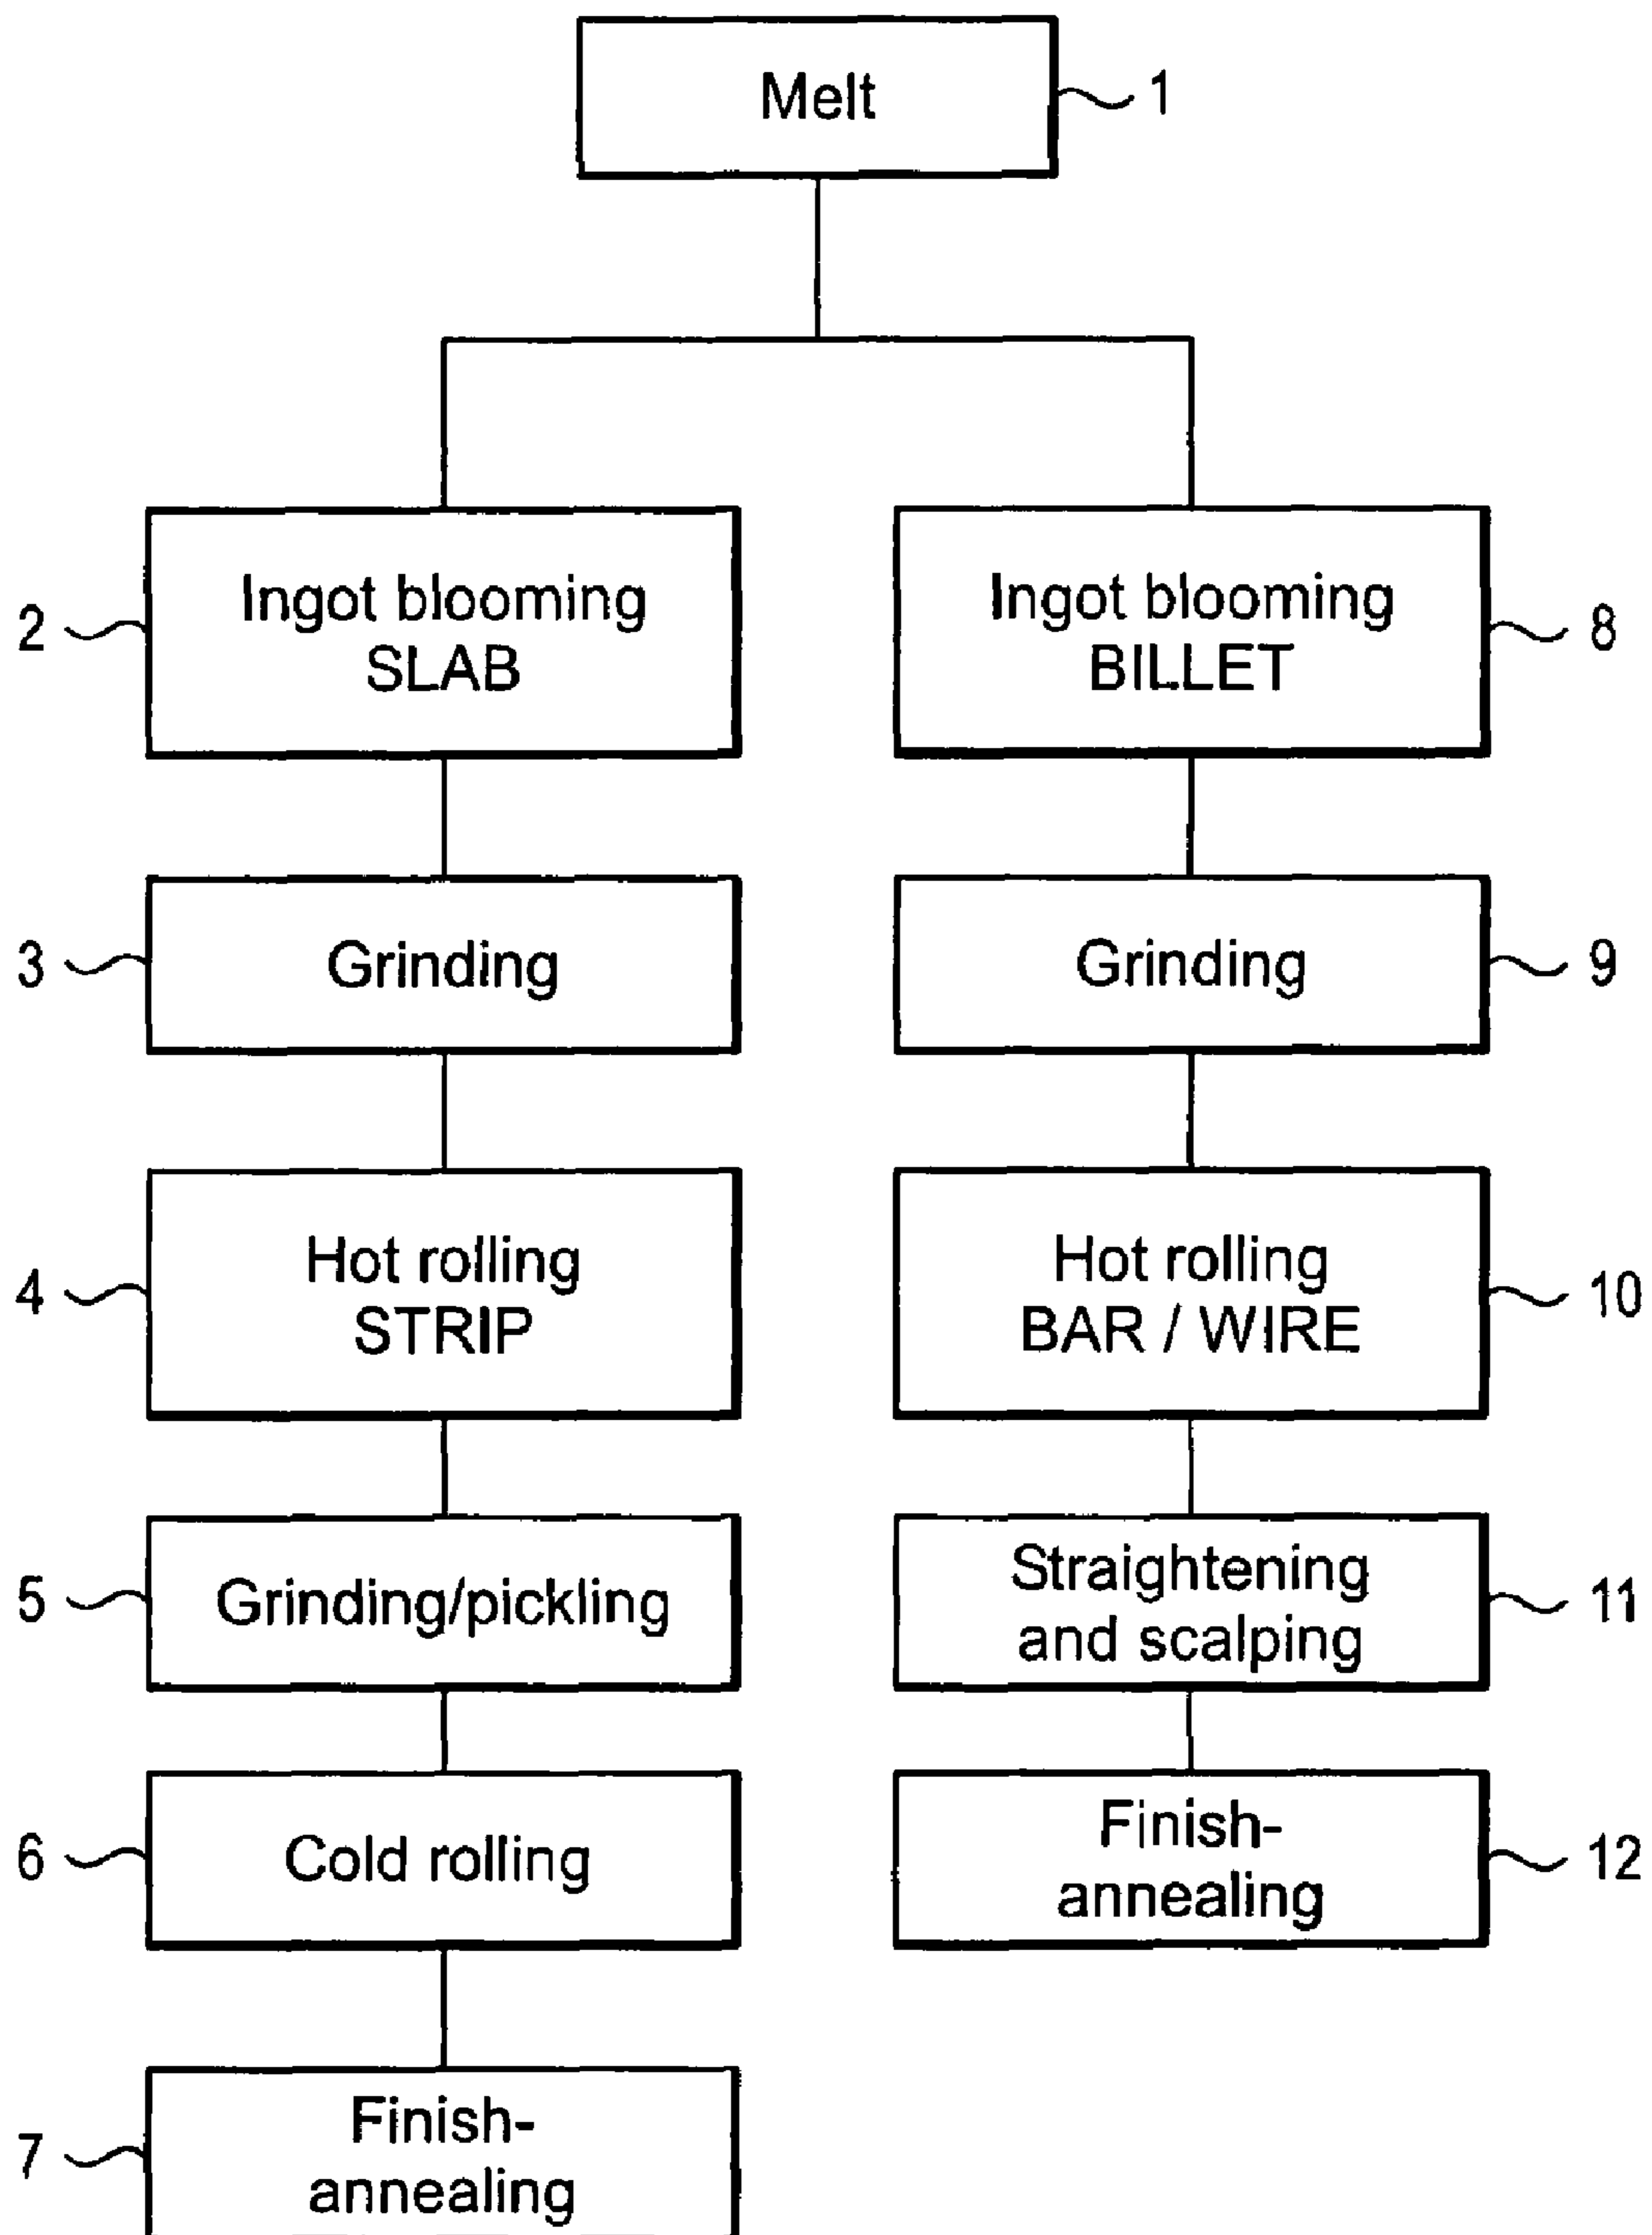 Melt
1
2
Ingot blooming
SLAB
Ingot blooming
BILLET
8
3
Grinding
Grinding
9
4
Hot rolling
STRIP
Hot rolling
BAR / WIRE
10
5
Grinding/pickling
Straightening
and scalping
11
6
Cold rolling
Finish-
annealing
12
7
Finish-
annealing